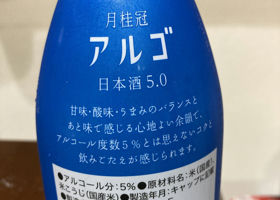 月桂冠
アルゴ
日本酒5.0
甘味・酸味・うまみのバランスと
あと味で感じる心地よい余韻で、
アルコール度数5%とは思えないコクと
飲みごたえが感じられます。
●アルコール分:5%●原材料名:米(国産)、
米こうじ(国産米)●製造年月:キャップに記載